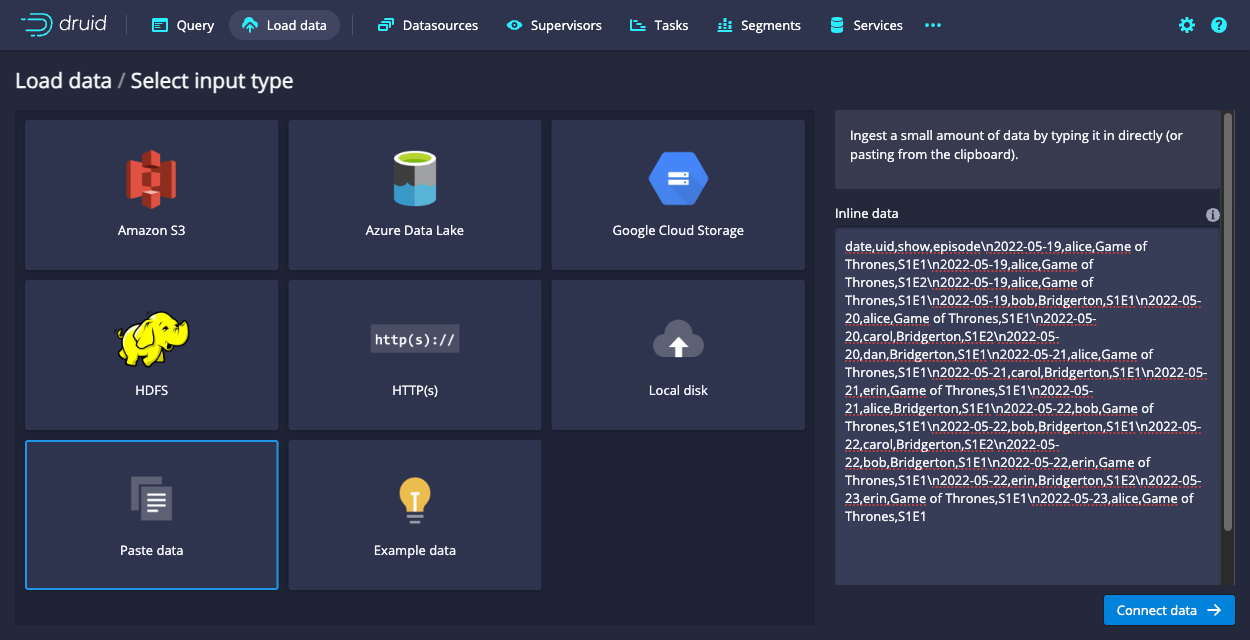 druid
Query
Load data
Datasources
Supervisors
Tasks
Segments
Services
Load data / Select input type
Amazon S3
Azure Data Lake
Google Cloud Storage
HDFS
http(s)://
HTTP(s)
Local disk
Paste data
Example data
Ingest a small amount of data by typing it in directly (or
pasting from the clipboard).
Inline data
date,uid,show,episode\n2022-05-19,alice,Game of
Thrones,S1E1\n2022-05-19,alice,Game of
Thrones,S1E2\n2022-05-19,alice,Game of
Thrones,S1E1\n2022-05-19,bob,Bridgerton,S1E1\n2022-05-
20,alice,Game of Thrones,S1E1\n2022-05-
20,carol,Bridgerton,S1E2\n2022-05-
20,dan,Bridgerton,S1E1\n2022-05-21,alice,Game of
Thrones,S1E1\n2022-05-21,carol,Bridgerton,S1E1\n2022-05-
21,erin,Game of Thrones,S1E1\n2022-05-
21,alice,Bridgerton,S1E1\n2022-05-22,bob,Game of
Thrones,S1E1\n2022-05-22,bob,Bridgerton,S1E1\n2022-05-
22,carol,Bridgerton,S1E2\n2022-05-
22,bob,Bridgerton,S1E1\n2022-05-22,erin,Game of
Thrones,S1E1\n2022-05-22,erin,Bridgerton,S1E2\n2022-05-
23,erin,Game of Thrones,S1E1\n2022-05-23,alice,Game of
Thrones,S1E1
Connect data